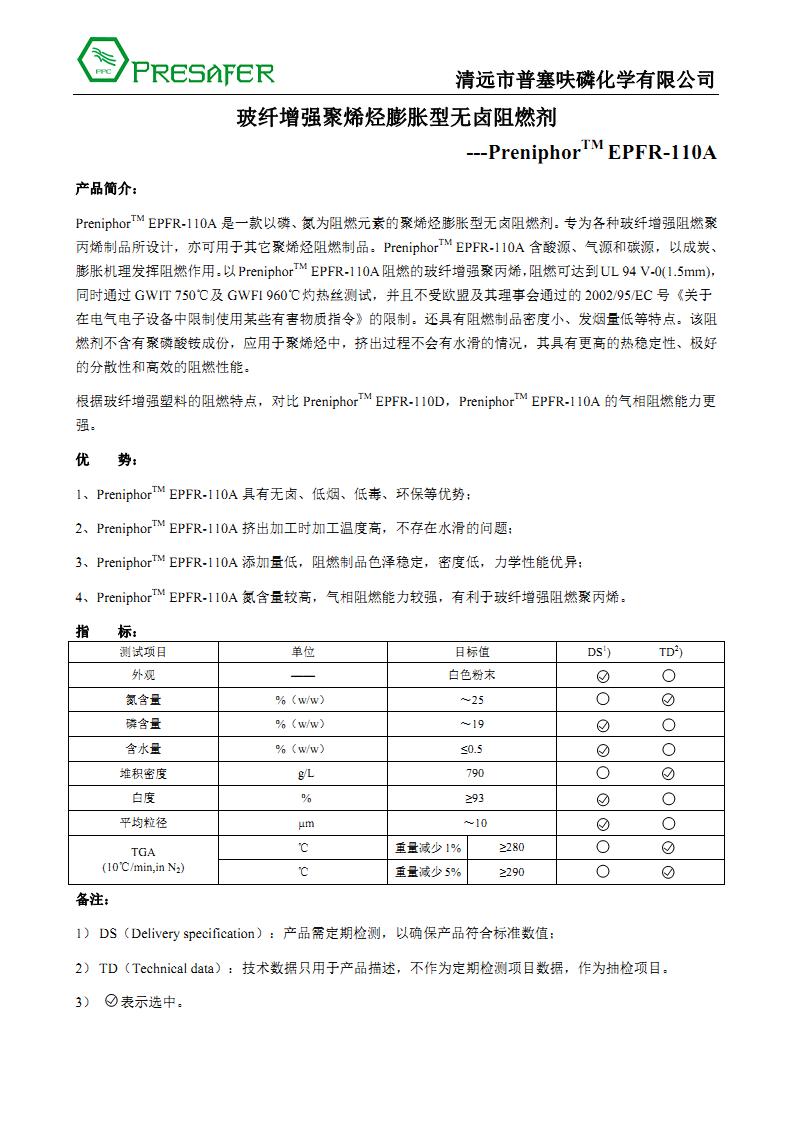 PPC PRESAFER
清远市普塞呋磷化学有限公司
玻纤增强聚烯烃膨胀型无卤阻燃剂
---Preniphor™ EPFR-110A
产品简介：
Preniphor™ EPFR-110A 是一款以磷、氮为阻燃元素的聚烯烃膨胀型无卤阻燃剂。专为各种玻纤增强阻燃聚
丙烯制品所设计，亦可用于其它聚烯烃阻燃制品。Preniphor™ EPFR-110A 含酸源、气源和碳源，以成炭、
膨胀机理发挥阻燃作用。以 Preniphor™ EPFR-110A 阻燃的玻纤增强聚丙烯，阻燃可达到 UL 94 V-0(1.5mm)，
同时通过 GWIT 750℃及 GWFI 960℃灼热丝测试，并且不受欧盟及其理事会通过的 2002/95/EC 号《关于
在电气电子设备中限制使用某些有害物质指令》的限制。还具有阻燃制品密度小、发烟量低等特点。该阻
燃剂不含有聚磷酸铵成份，应用于聚烯烃中，挤出过程不会有水滑的情况，其具有更高的热稳定性、极好
的分散性和高效的阻燃性能。
根据玻纤增强塑料的阻燃特点，对比 Preniphor™ EPFR-110D，Preniphor™ EPFR-110A 的气相阻燃能力更
强。
优 势：
1、Preniphor™ EPFR-110A 具有无卤、低烟、低毒、环保等优势；
2、Preniphor™ EPFR-110A 挤出加工时加工温度高，不存在水滑的问题；
3、Preniphor™ EPFR-110A 添加量低，阻燃制品色泽稳定，密度低，力学性能优异；
4、Preniphor™ EPFR-110A 氮含量较高，气相阻燃能力较强，有利于玻纤增强阻燃聚丙烯。
指 标：
测试项目 单位 目标值 DS¹) TD²)
外观 —— 白色粉末
氮含量 %（w/w） ～25
磷含量 %（w/w） ～19
含水量 %（w/w） ≤0.5
堆积密度 g/L 790
白度 % ≥93
平均粒径 μm ～10
TGA
(10℃/min,in N₂)
℃ 重量减少 1% ≥280
℃ 重量减少 5% ≥290
备注：
1） DS（Delivery specification）：产品需定期检测，以确保产品符合标准数值；
2） TD（Technical data）：技术数据只用于产品描述，不作为定期检测项目数据，作为抽检项目。
3） 表示选中。